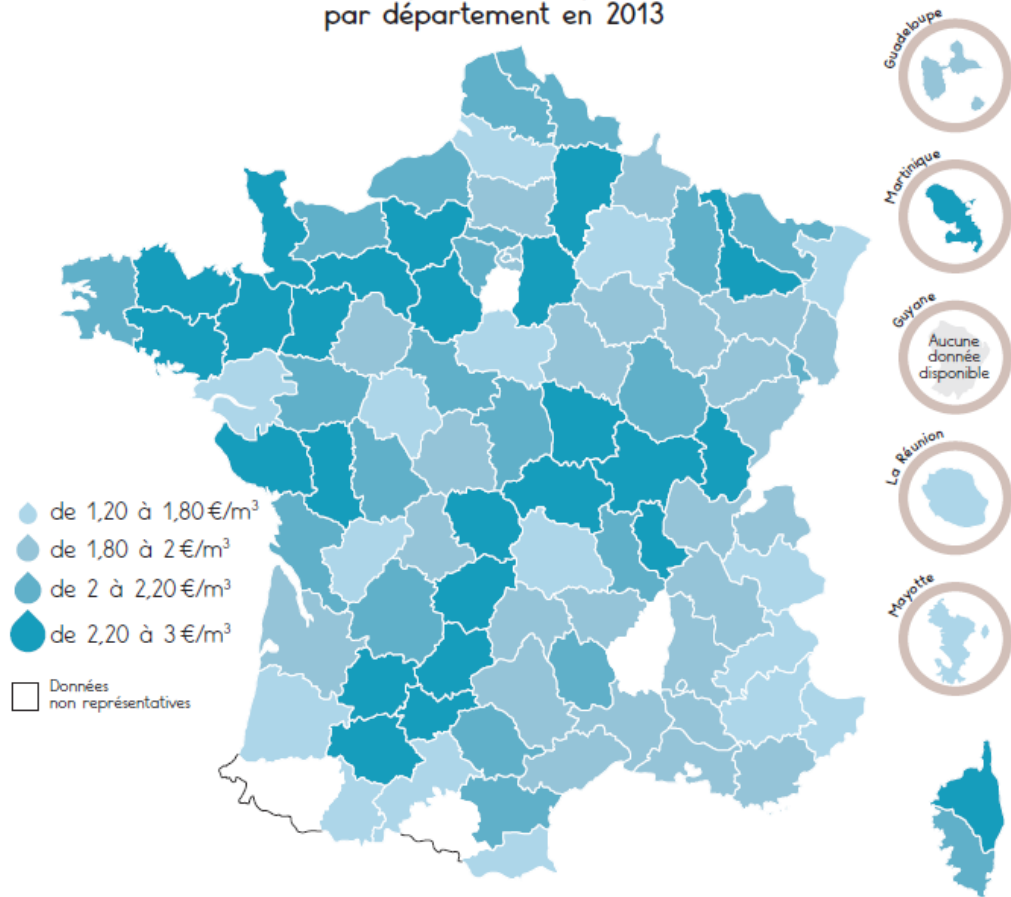 par département en 2013
Guadeloupe
Martinique
Guyane
Aucune
donnée
disponible
La Réunion
Mayotte
de 1,20 à 1,80 €/m³
de 1,80 à 2 €/m³
de 2 à 2,20 €/m³
de 2,20 à 3 €/m³
Données
non représentatives